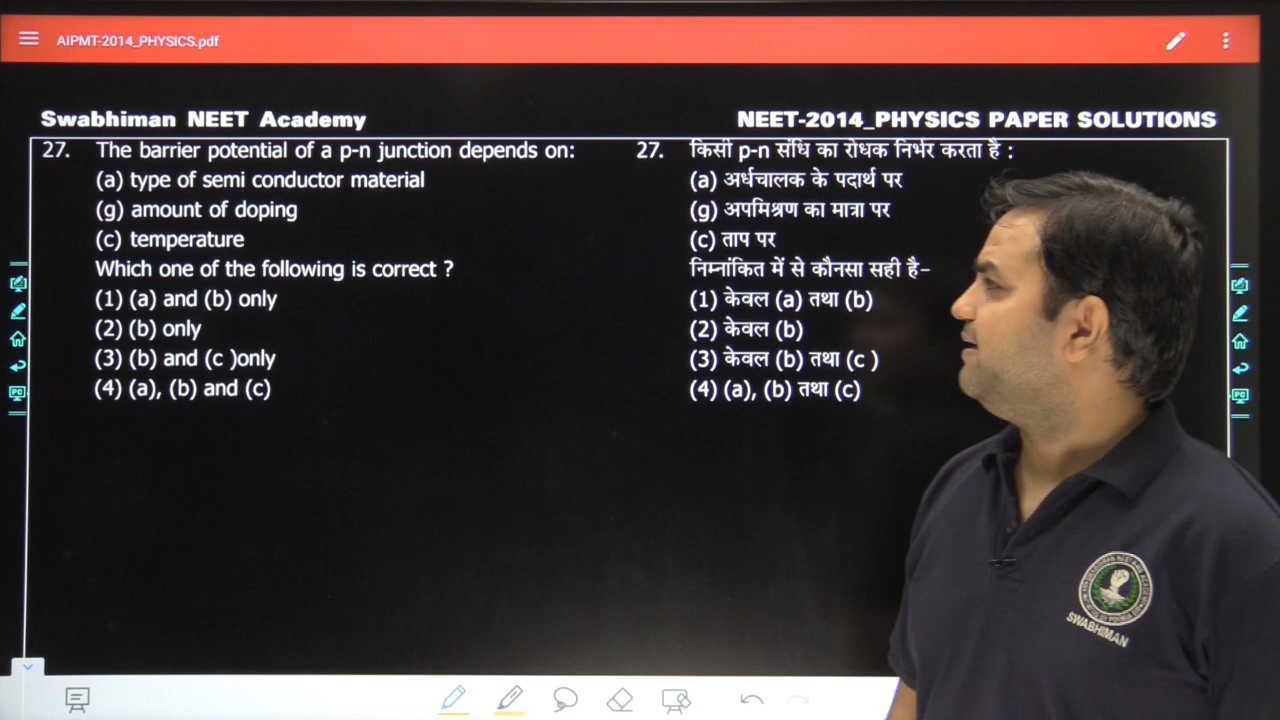 AIPMT-2014_PHYSICS.pdf
Swabhiman NEET Academy
NEET-2014_PHYSICS PAPER SOLUTIONS
27. The barrier potential of a p-n junction depends on:
(a) type of semi conductor material
(g) amount of doping
(c) temperature
Which one of the following is correct ?
(1) (a) and (b) only
(2) (b) only
(3) (b) and (c )only
(4) (a), (b) and (c)
27. किसी p-n संधि का रोधक निर्भर करता है :
(a) अर्धचालक के पदार्थ पर
(g) अपमिश्रण का मात्रा पर
(c) ताप पर
निम्नांकित में से कौनसा सही है–
(1) केवल (a) तथा (b)
(2) केवल (b)
(3) केवल (b) तथा (c )
(4) (a), (b) तथा (c)
PC
PC
SWABHIMAN